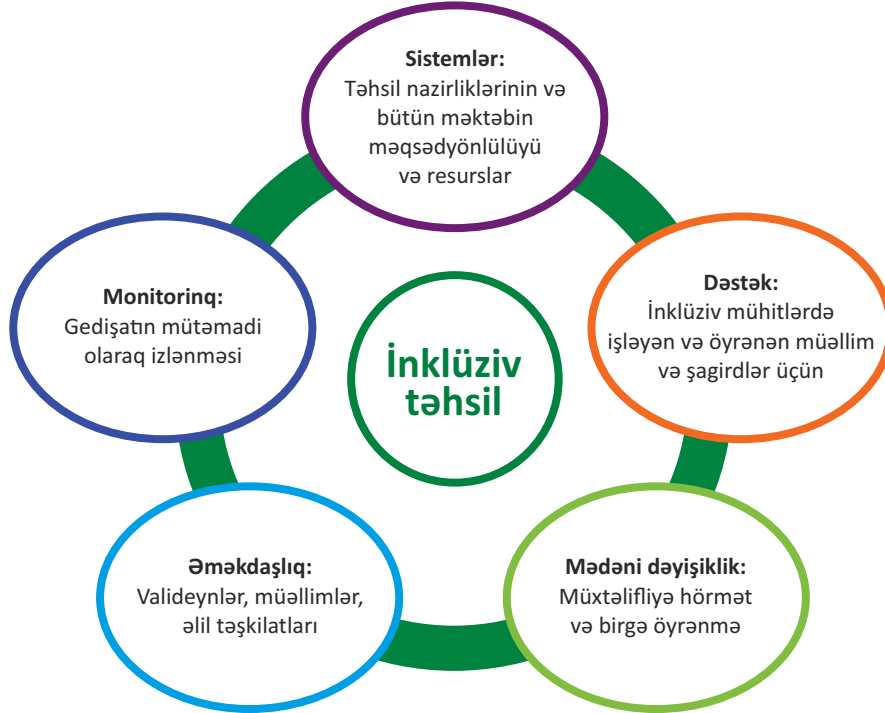 Sistemlər:
Təhsil nazirliklərinin və
bütün məktəbin
məqsədyönlülüyü
və resurslar
Dəstək:
İnklüziv mühitlərdə
işləyən və öyrənən müəllim
və şagirdlər üçün
Mədəni dəyişiklik:
Müxtəlifliyə hörmət
və birgə öyrənmə
Əməkdaşlıq:
Valideynlər, müəllimlər,
əlil təşkilatları
Monitorinq:
Gedişatın mütəmadi
olaraq izlənməsi
İnklüziv
təhsil